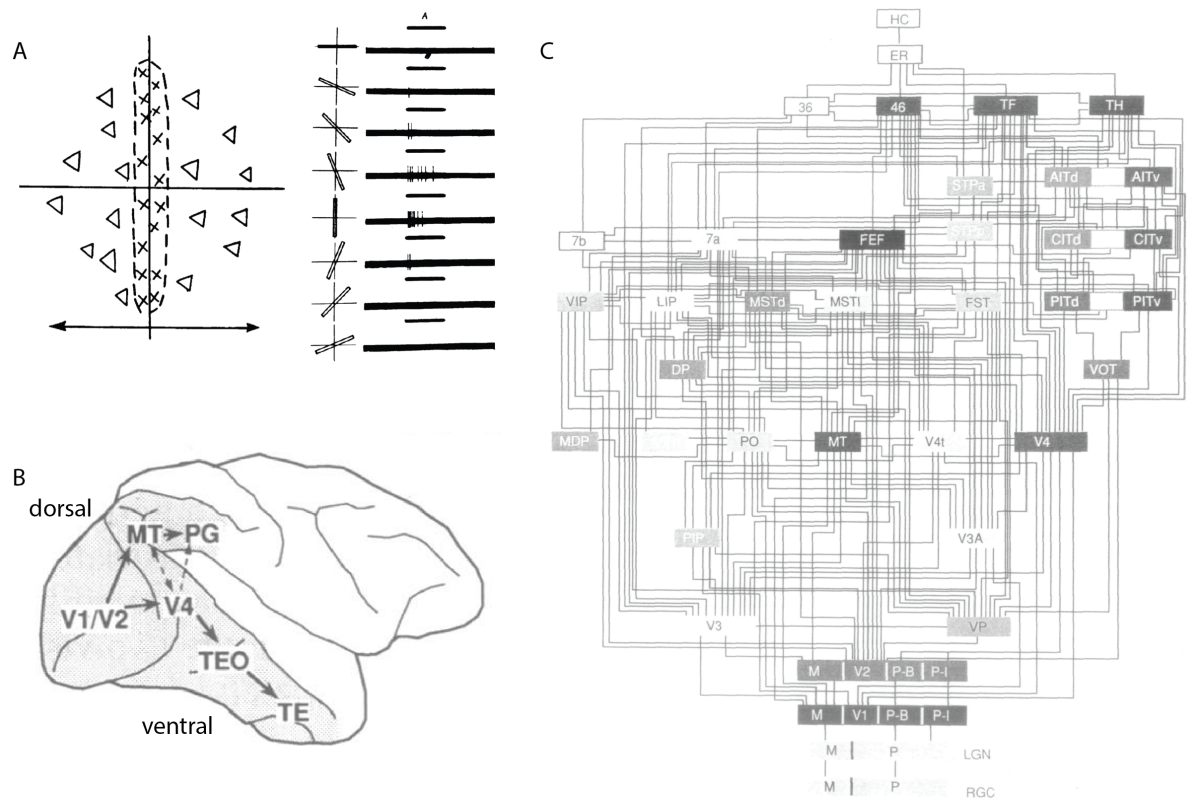 A
B
dorsal
MT
PG
V1/V2
V4
TEO
TE
ventral
C
HC
ER
36
46
TF
TH
STPa
AITd
AITv
7b
7a
FEF
STPp
CITd
CITv
VIP
LIP
MSTd
MSTl
FST
PITd
PITv
DP
VOT
MDP
PO
MT
V4t
V4
PIP
V3A
V3
VP
M
V2
P-B
P-I
M
V1
P-B
P-I
M
P
LGN
M
P
RGC